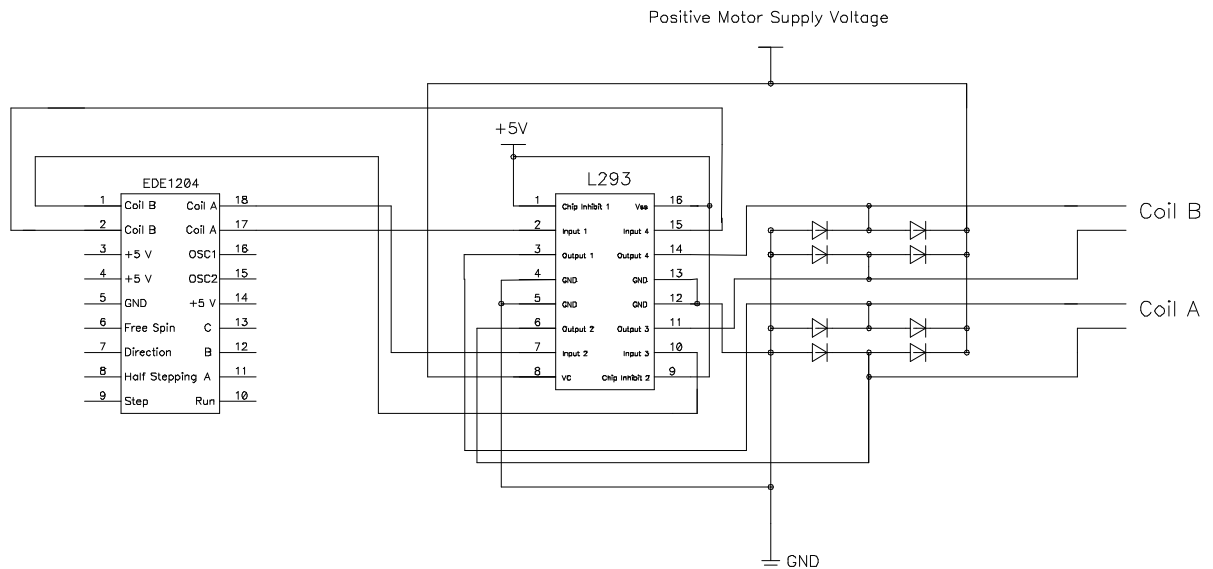 Positive Motor Supply Voltage
+5V
EDE1204
1 Coil B Coil A 18
2 Coil B Coil A 17
3 +5 V OSC1 16
4 +5 V OSC2 15
5 GND +5 V 14
6 Free Spin C 13
7 Direction B 12
8 Half Stepping A 11
9 Step Run 10
L293
1 Chip Inhibit 1 Vss 16
2 Input 1 Input 4 15
3 Output 1 Output 4 14
4 GND GND 13
5 GND GND 12
6 Output 2 Output 3 11
7 Input 2 Input 3 10
8 VC Chip Inhibit 2 9
Coil B
Coil A
GND